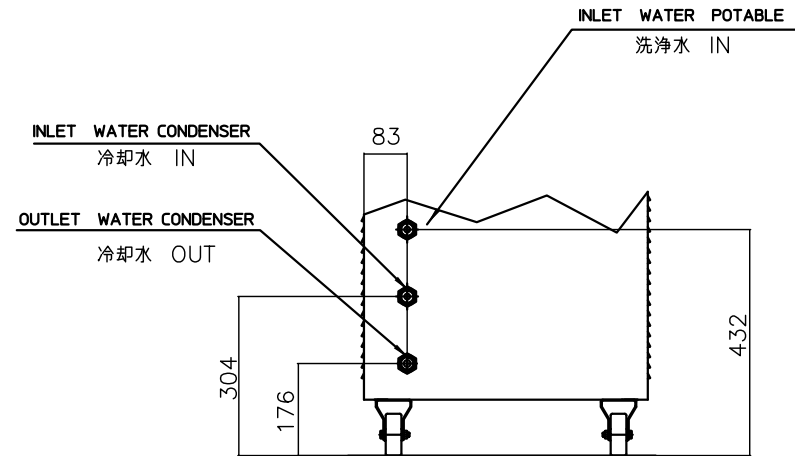 INLET WATER POTABLE
洗浄水 IN
83
INLET WATER CONDENSER
冷却水 IN
OUTLET WATER CONDENSER
冷却水 OUT
304
176
432